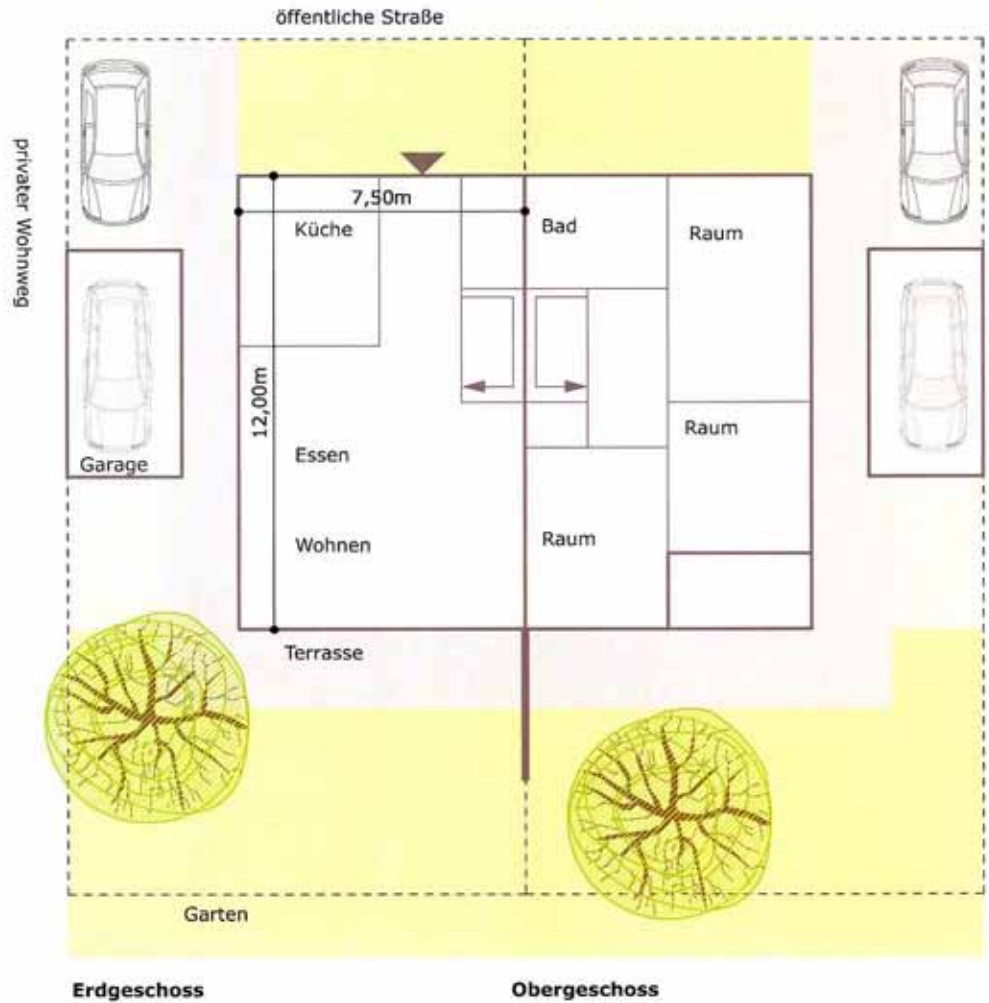 öffentliche Straße
privater Wohnweg
7,50m
Küche
Bad
Raum
12,00m
Raum
Essen
Garage
Wohnen
Raum
Terrasse
Garten
Erdgeschoss
Obergeschoss